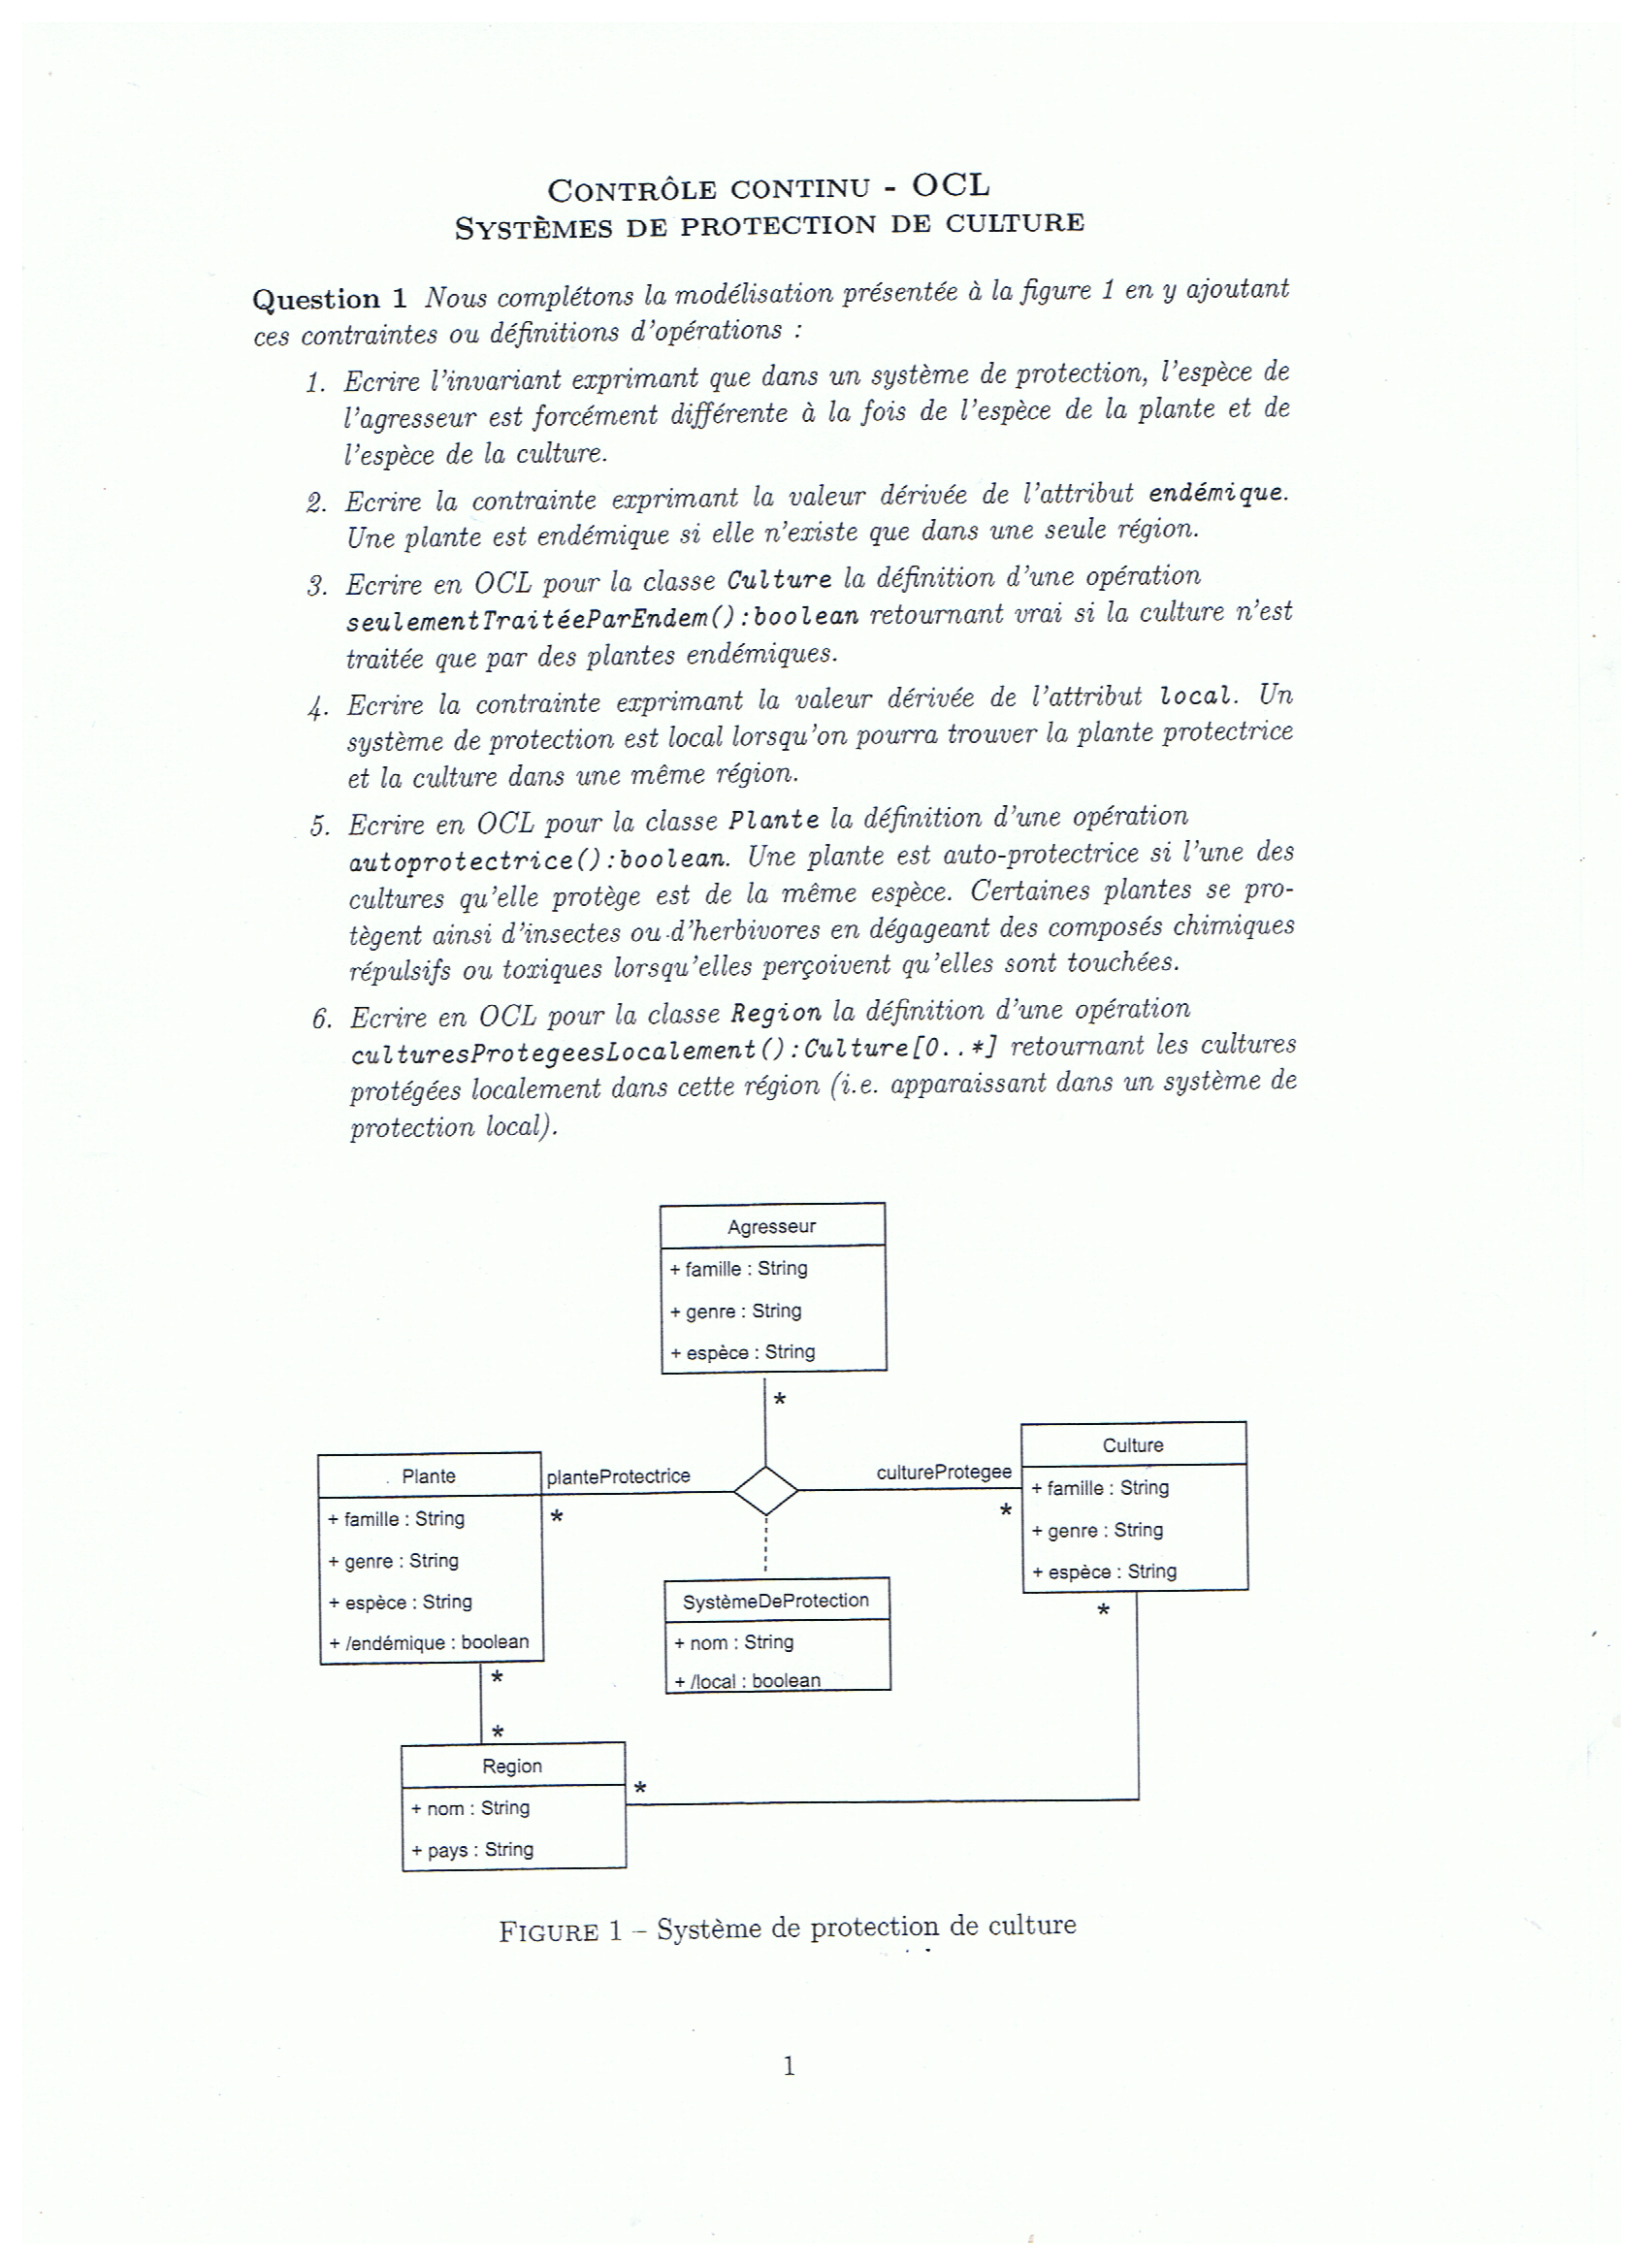 CONTRÔLE CONTINU - OCL
SYSTÈMES DE PROTECTION DE CULTURE
Question 1 Nous complétons la modélisation présentée à la figure 1 en y ajoutant
ces contraintes ou définitions d'opérations :
1. Ecrire l'invariant exprimant que dans un système de protection, l'espèce de
l'agresseur est forcément différente à la fois de l'espèce de la plante et de
l'espèce de la culture.
2. Ecrire la contrainte exprimant la valeur dérivée de l'attribut endémique.
Une plante est endémique si elle n'existe que dans une seule région.
3. Ecrire en OCL pour la classe Culture la définition d'une opération
seulementTraitéeParEndem():boolean retournant vrai si la culture n'est
traitée que par des plantes endémiques.
4. Ecrire la contrainte exprimant la valeur dérivée de l'attribut local. Un
système de protection est local lorsqu'on pourra trouver la plante protectrice
et la culture dans une même région.
5. Ecrire en OCL pour la classe Plante la définition d'une opération
autoprotectrice():boolean. Une plante est auto-protectrice si l'une des
cultures qu'elle protège est de la même espèce. Certaines plantes se pro-
tègent ainsi d'insectes ou d'herbivores en dégageant des composés chimiques
répulsifs ou toxiques lorsqu'elles perçoivent qu'elles sont touchées.
6. Ecrire en OCL pour la classe Region la définition d'une opération
culturesProtegeesLocalement():Culture[0..*] retournant les cultures
protégées localement dans cette région (i.e. apparaissant dans un système de
protection local).
Agresseur
+ famille : String
+ genre : String
+ espèce : String
*
Plante
+ famille : String
+ genre : String
+ espèce : String
+ /endémique : boolean
planteProtectrice
*
cultureProtegee
*
Culture
+ famille : String
+ genre : String
+ espèce : String
*
SystèmeDeProtection
+ nom : String
+ /local : boolean
*
*
Region
+ nom : String
+ pays : String
*
FIGURE 1 – Système de protection de culture
1